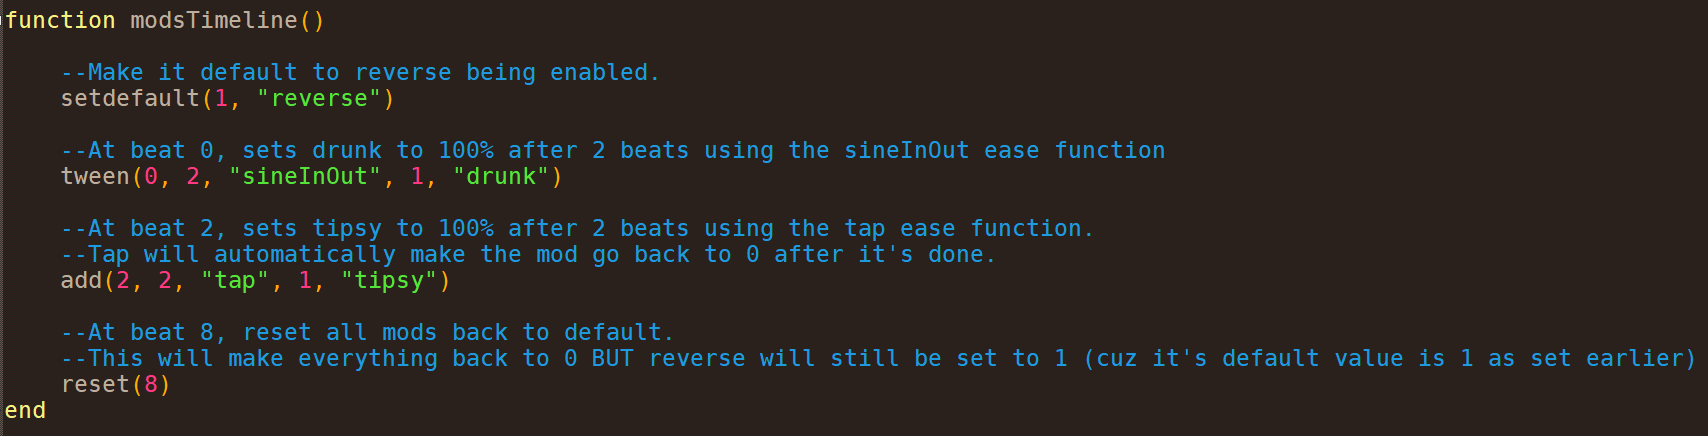 function modsTimeline()
--Make it default to reverse being enabled.
setdefault(1, "reverse")
--At beat 0, sets drunk to 100% after 2 beats using the sineInOut ease function
tween(0, 2, "sineInOut", 1, "drunk")
--At beat 2, sets tipsy to 100% after 2 beats using the tap ease function.
--Tap will automatically make the mod go back to 0 after it's done.
add(2, 2, "tap", 1, "tipsy")
--At beat 8, reset all mods back to default.
--This will make everything back to 0 BUT reverse will still be set to 1 (cuz it's default value is 1 as set earlier)
reset(8)
end